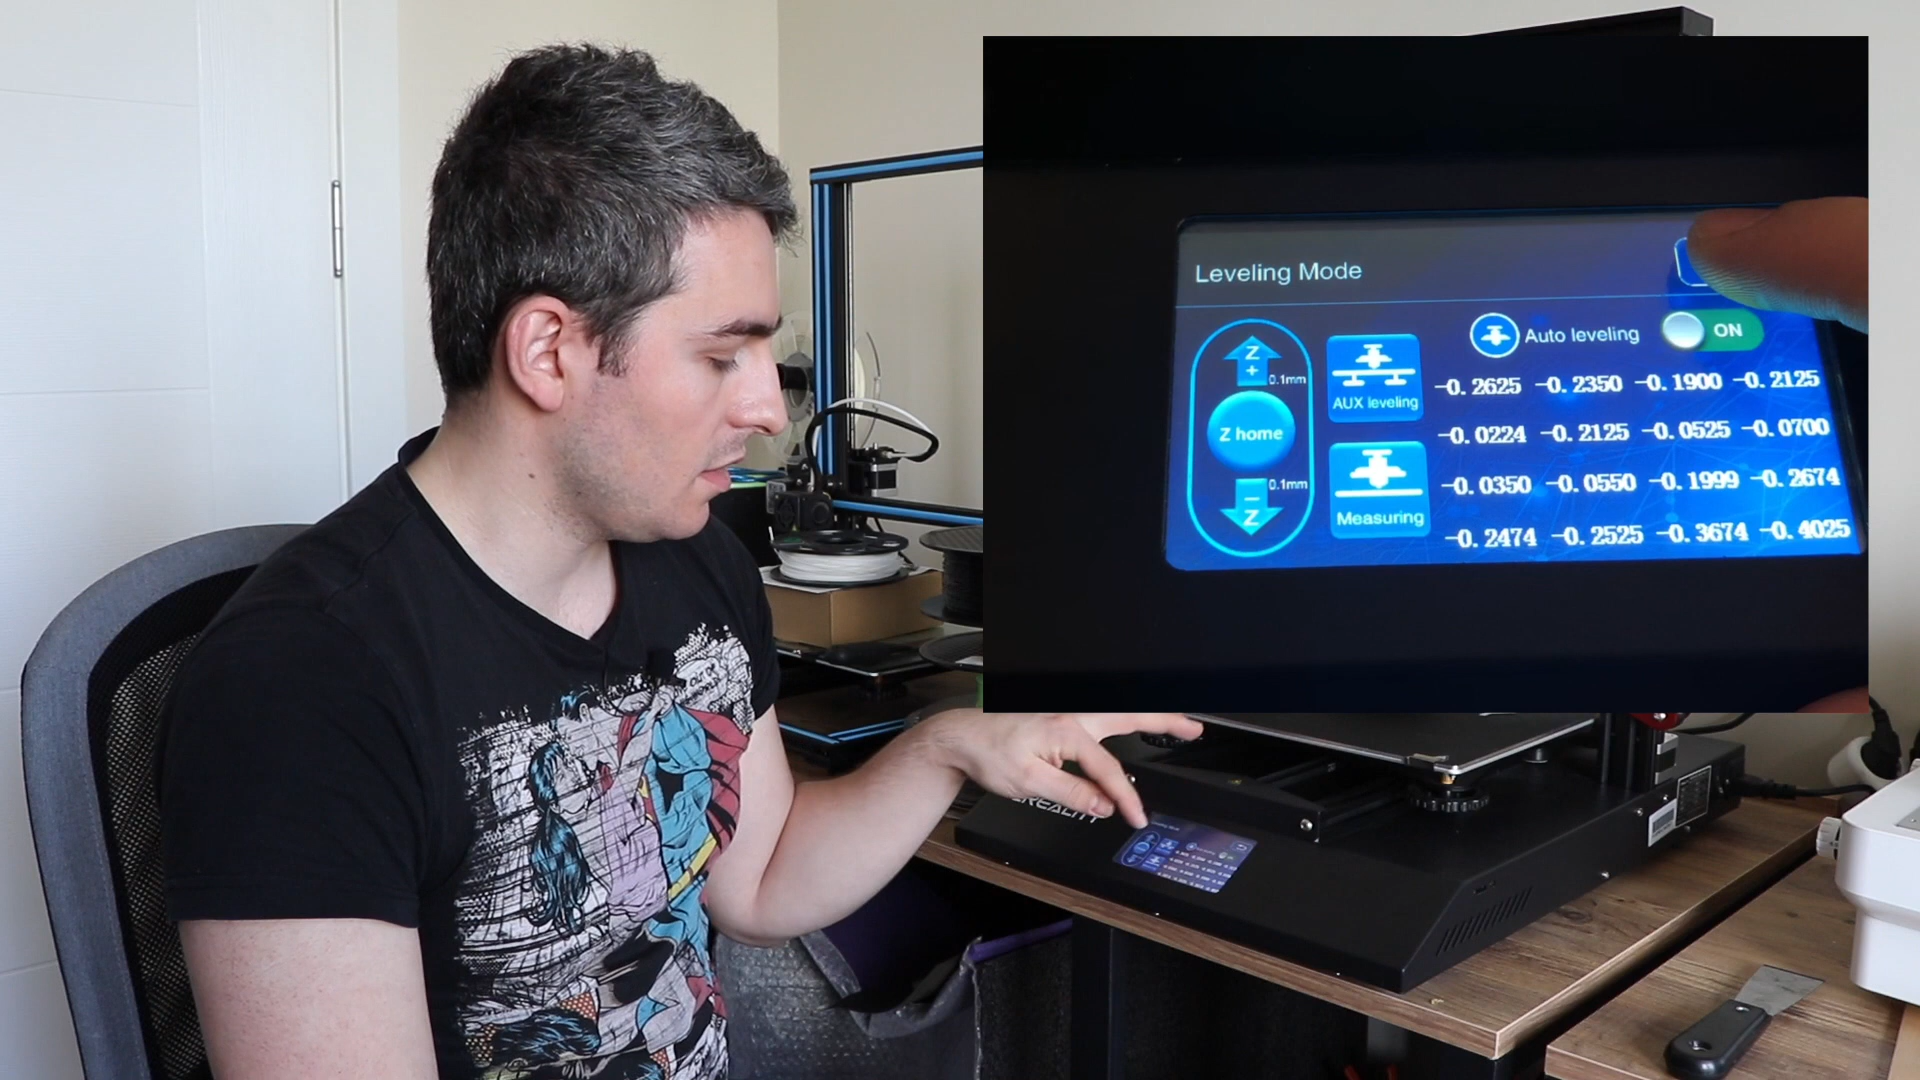 Leveling Mode
Z
+
0.1mm
Z home
0.1mm
−
Z
AUX leveling
Measuring
Auto leveling
ON
-0.2625 -0.2350 -0.1900 -0.2125
-0.0224 -0.2125 -0.0525 -0.0700
-0.0350 -0.0550 -0.1999 -0.2674
-0.2474 -0.2525 -0.3674 -0.4025